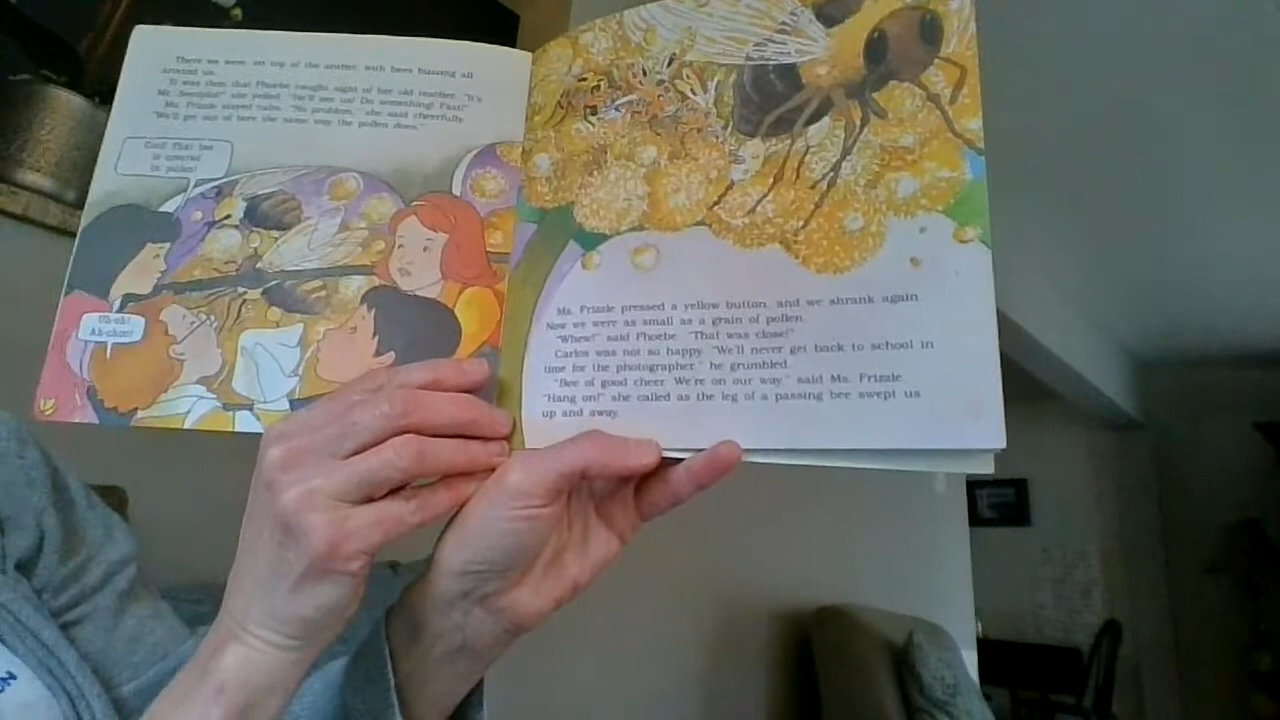 There we were, on top of the anther, with bees buzzing all
around us.
It was then that Phoebe caught sight of her old teacher. "It's
Mr. Seedplot!" she yelled. "He'll see us! Do something! Fast!"
Ms. Frizzle stayed calm. "No problem," she said cheerfully.
"We'll get out of here the same way the pollen does."
Cool! That bee
is covered
in pollen!
Uh-oh!
Ah-choo!
Ms. Frizzle pressed a yellow button, and we shrank again.
Now we were as small as a grain of pollen.
"Whew!" said Phoebe. "That was close!"
Carlos was not so happy. "We'll never get back to school in
time for the photographer," he grumbled.
"Bee of good cheer. We're on our way," said Ms. Frizzle.
"Hang on!" she called as the leg of a passing bee swept us
up and away.